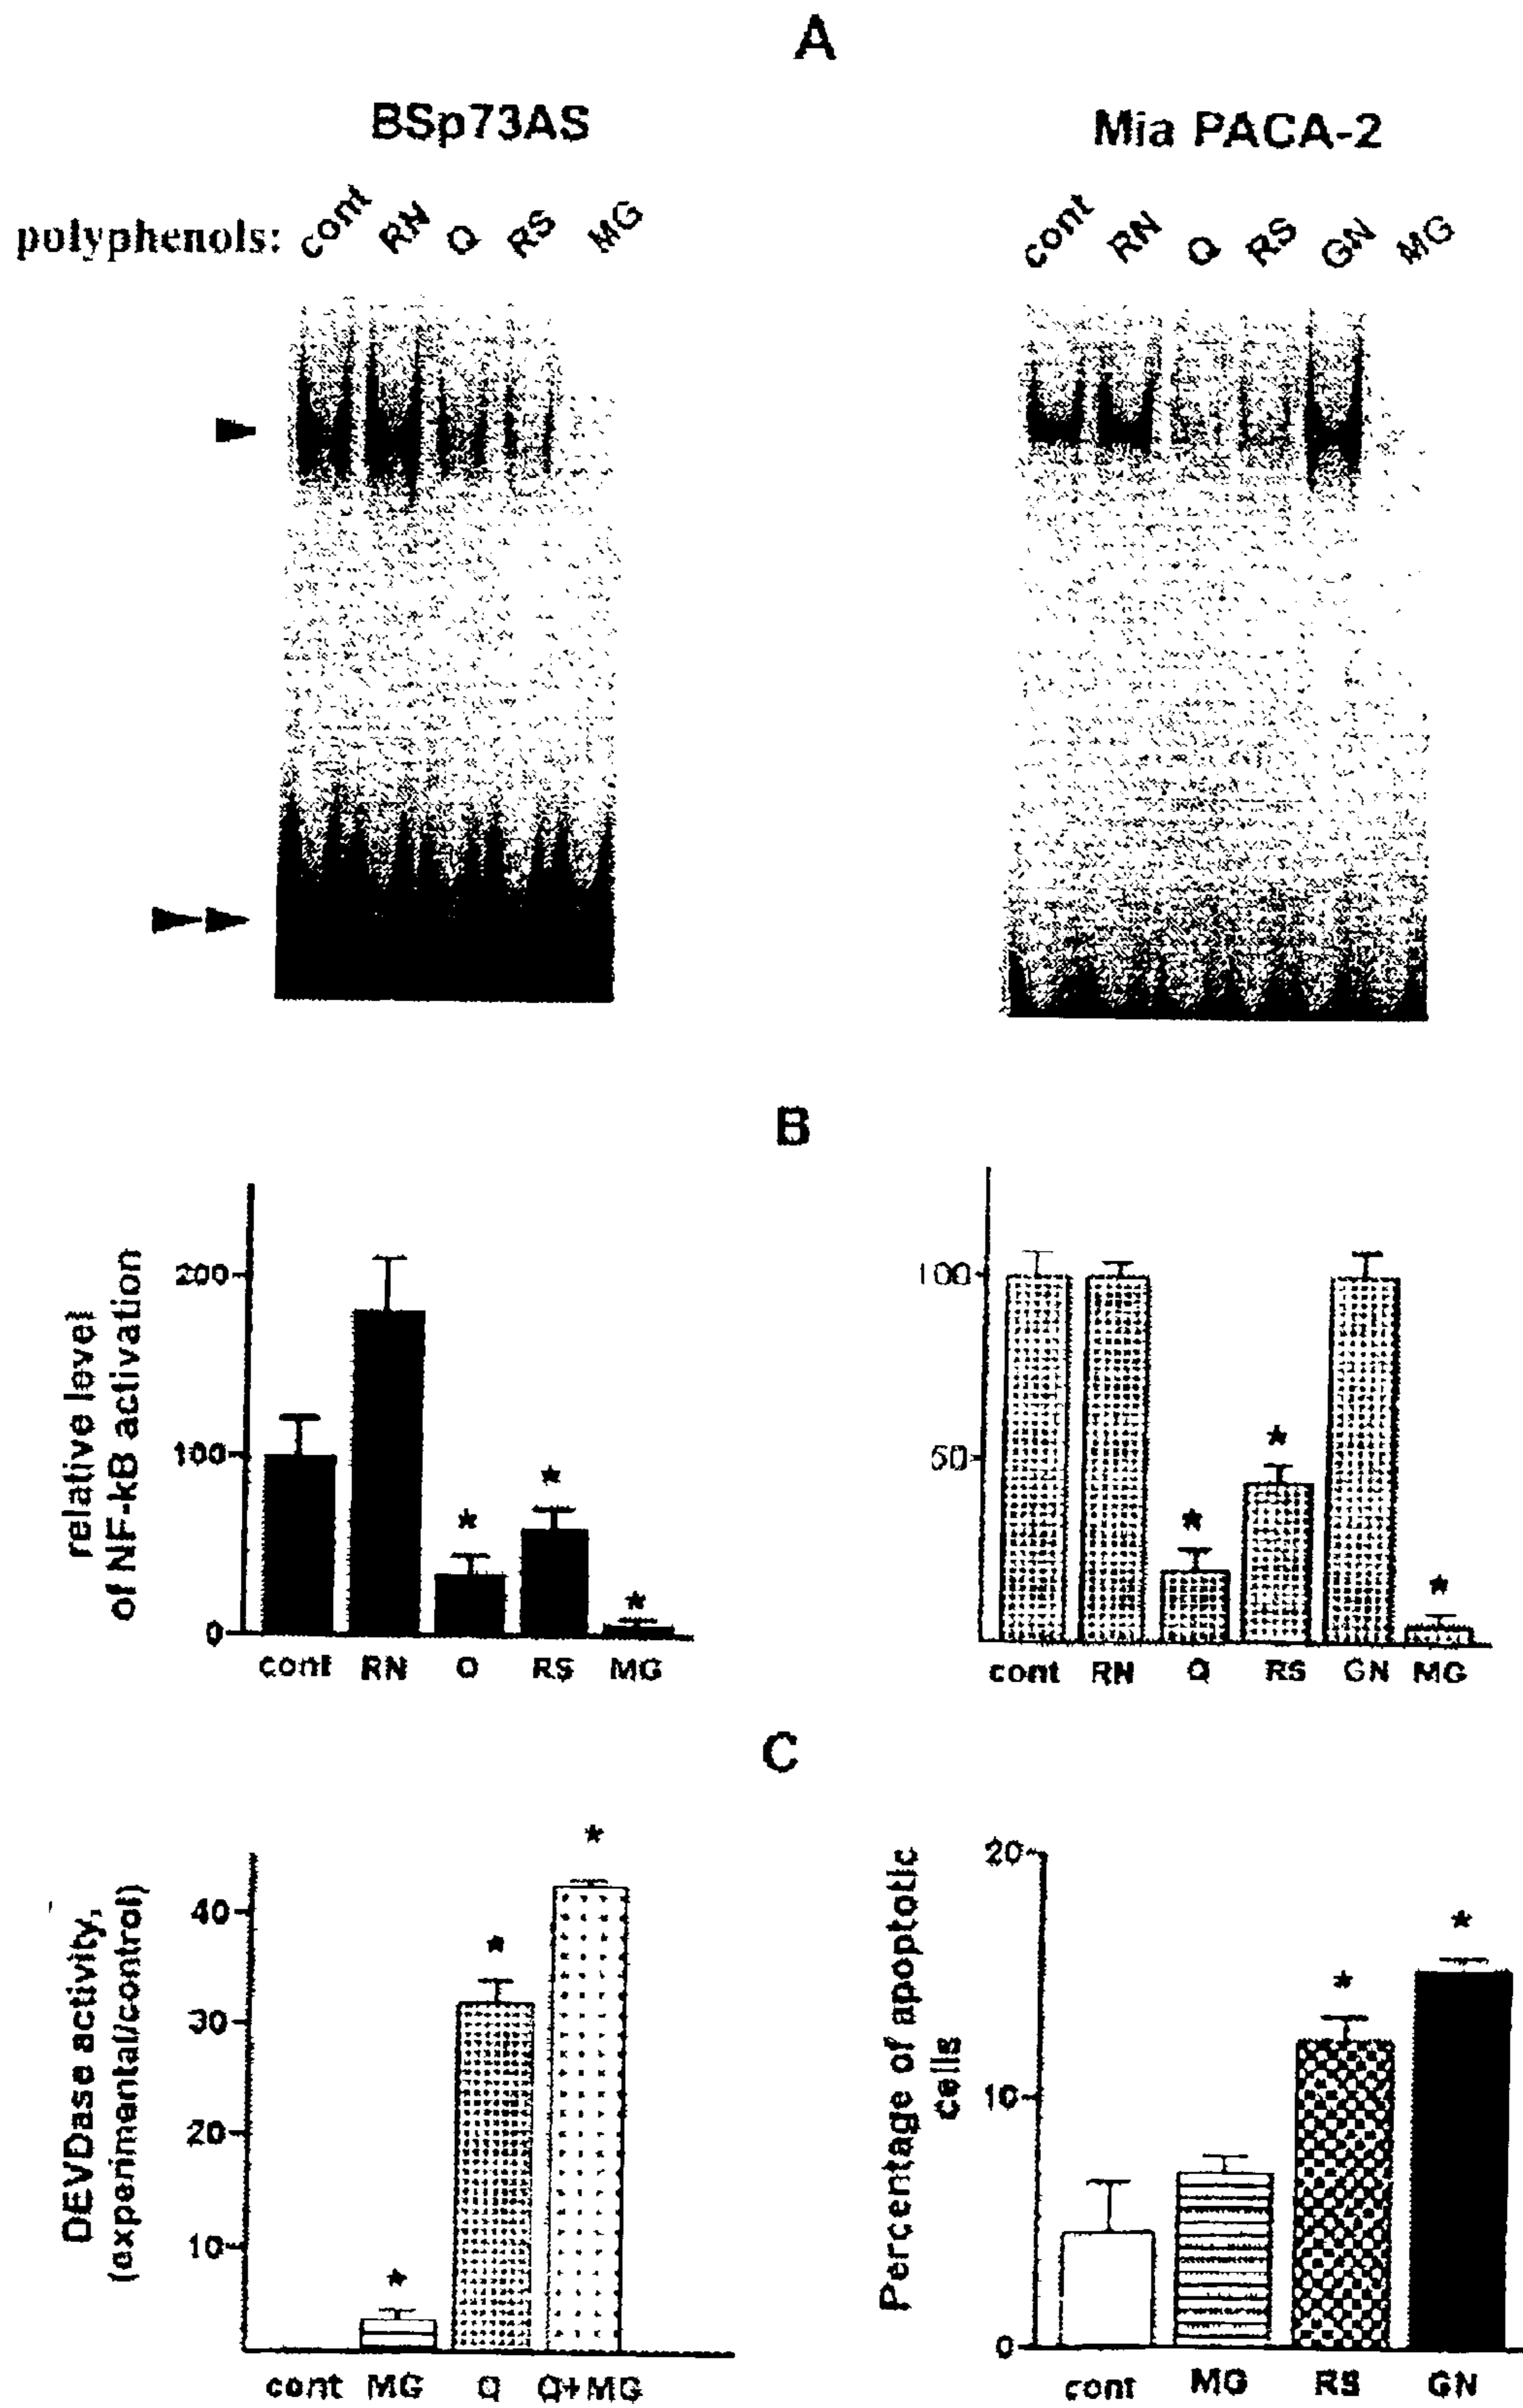 A
BSp73AS
Mia PACA-2
polyphenols: cont RN Q RS MG
cont RN Q RS GN MG
B
relative level
of NF-kB activation
200
100
0
cont RN Q RS MG
100
50
cont RN Q RS GN MG
C
DEVDase activity,
(experimental/control)
40
30
20
10
cont MG Q Q+MG
Percentage of apoptotic
cells
20
10
0
cont MG RS GN